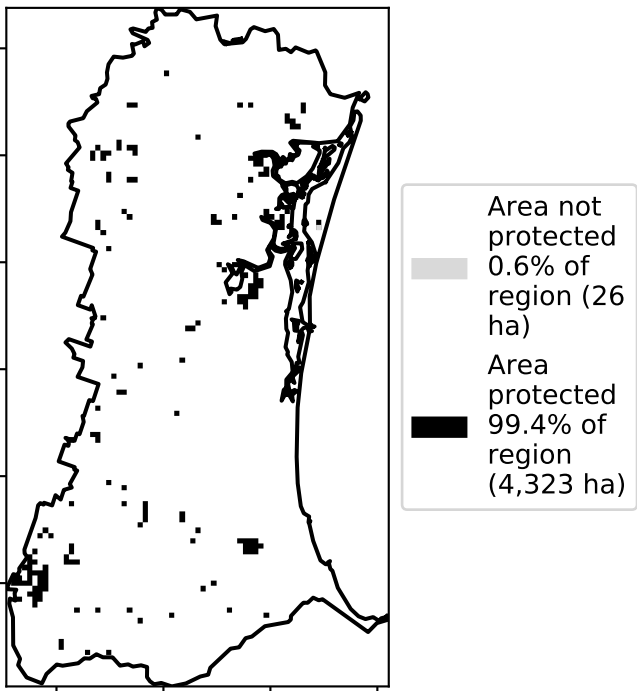 Area not
protected
0.6% of
region (26
ha)
Area
protected
99.4% of
region
(4,323 ha)